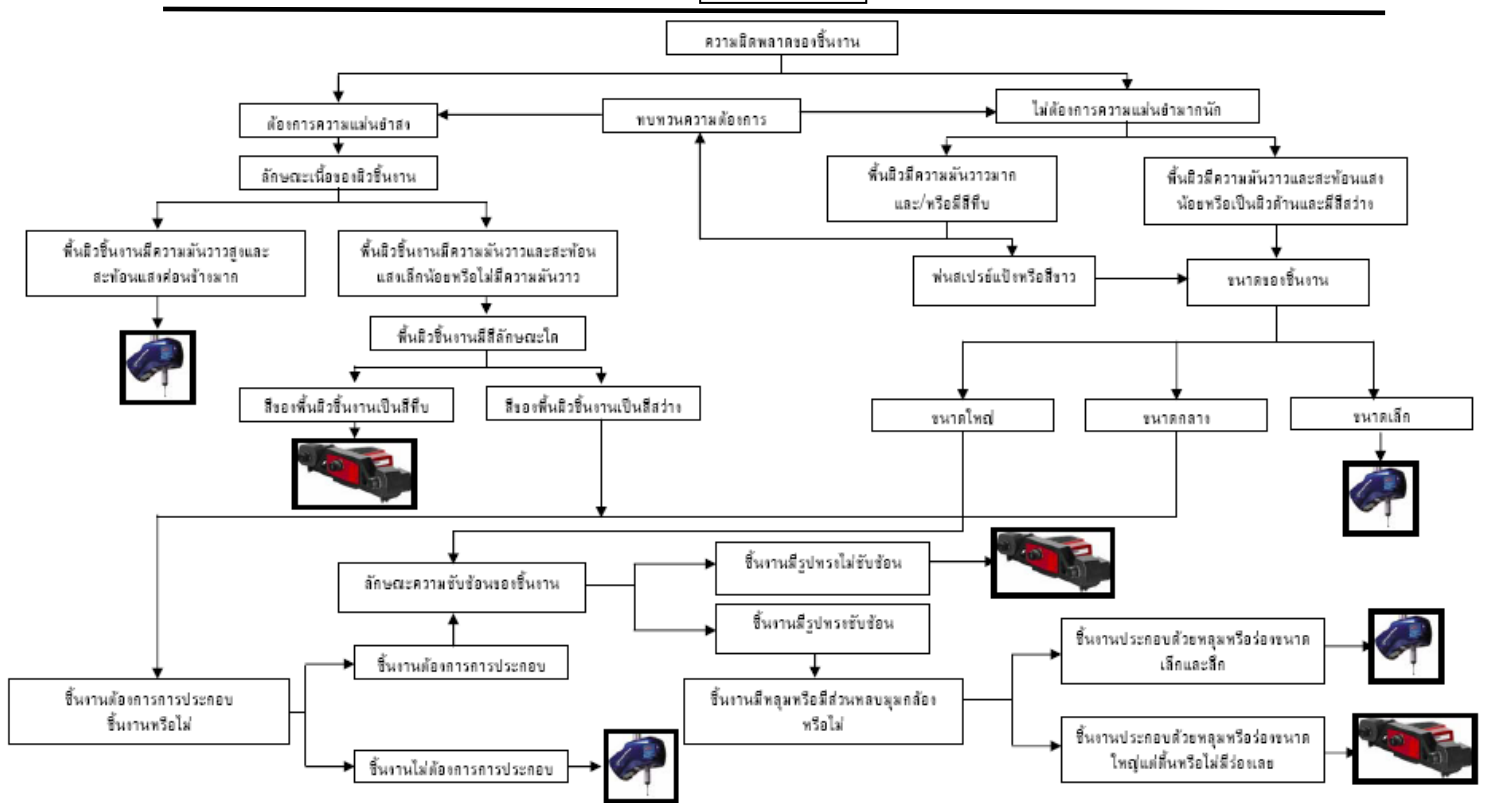 ความผิดพลาดของชิ้นงาน
ต้องการความแม่นยำสูง
ทบทวนความต้องการ
ไม่ต้องการความแม่นยำมากนัก
ลักษณะเนื้อของผิวชิ้นงาน
พื้นผิวมีความมันวาวมาก
และ/หรือมีสีทึบ
พื้นผิวมีความมันวาวและสะท้อนแสง
น้อยหรือเป็นผิวด้านและมีสีสว่าง
พื้นผิวชิ้นงานมีความมันวาวสูงและ
สะท้อนแสงค่อนข้างมาก
พื้นผิวชิ้นงานมีความมันวาวและสะท้อน
แสงเล็กน้อยหรือไม่มีความมันวาว
พ่นสเปรย์แป้งหรือสีขาว
ขนาดของชิ้นงาน
พื้นผิวชิ้นงานมีสีลักษณะใด
สีของพื้นผิวชิ้นงานเป็นสีทึบ
สีของพื้นผิวชิ้นงานเป็นสีสว่าง
ขนาดใหญ่
ขนาดกลาง
ขนาดเล็ก
ลักษณะความซับซ้อนของชิ้นงาน
ชิ้นงานมีรูปทรงไม่ซับซ้อน
ชิ้นงานมีรูปทรงซับซ้อน
ชิ้นงานต้องการการประกอบ
ชิ้นงานหรือไม่
ชิ้นงานต้องการการประกอบ
ชิ้นงานไม่ต้องการการประกอบ
ชิ้นงานมีหลุมหรือมีส่วนหลบมุมกล้อง
หรือไม่
ชิ้นงานประกอบด้วยหลุมหรือร่องขนาด
เล็กและลึก
ชิ้นงานประกอบด้วยหลุมหรือร่องขนาด
ใหญ่แต่ตื้นหรือไม่มีร่องเลย